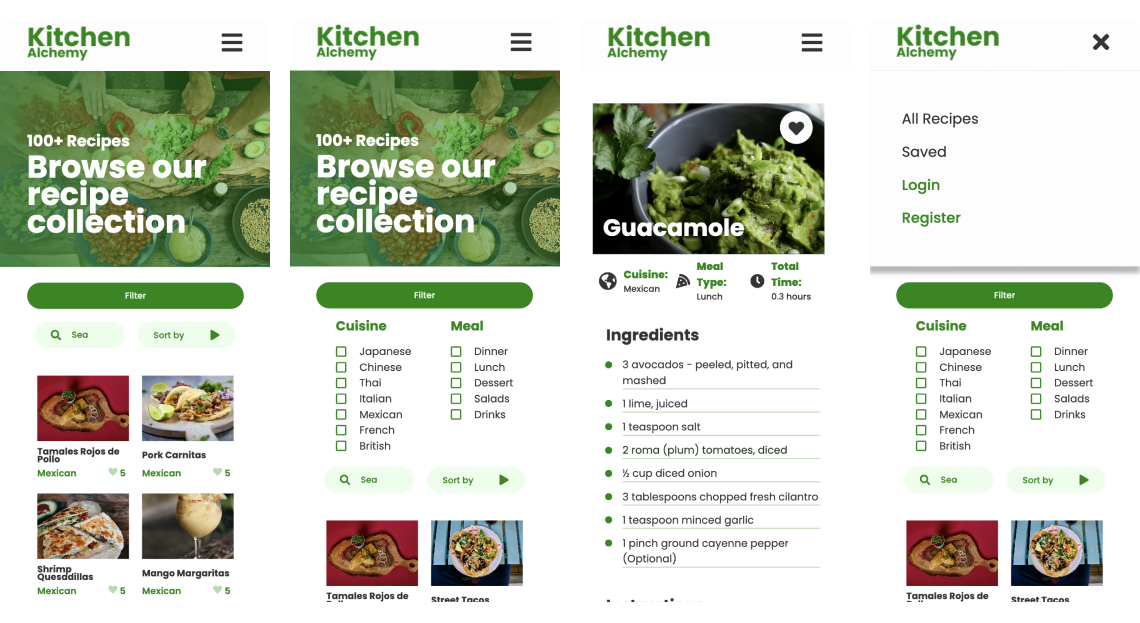 Kitchen
Alchemy
100+ Recipes
Browse our
recipe
collection
Filter
Sea
Sort by
Tamales Rojos de
Pollo
Mexican
5
Pork Carnitas
Mexican
5
Shrimp
Quesadillas
Mexican
5
Mango Margaritas
Mexican
5
Kitchen
Alchemy
100+ Recipes
Browse our
recipe
collection
Filter
Cuisine
Japanese
Chinese
Thai
Italian
Mexican
French
British
Meal
Dinner
Lunch
Dessert
Salads
Drinks
Sea
Sort by
Tamales Rojos de
Street Tacos
Kitchen
Alchemy
Guacamole
Cuisine:
Mexican
Meal
Type:
Lunch
Total
Time:
0.3 hours
Ingredients
3 avocados - peeled, pitted, and
mashed
1 lime, juiced
1 teaspoon salt
2 roma (plum) tomatoes, diced
½ cup diced onion
3 tablespoons chopped fresh cilantro
1 teaspoon minced garlic
1 pinch ground cayenne pepper
(Optional)
Kitchen
Alchemy
All Recipes
Saved
Login
Register
Filter
Cuisine
Japanese
Chinese
Thai
Italian
Mexican
French
British
Meal
Dinner
Lunch
Dessert
Salads
Drinks
Sea
Sort by
Tamales Rojos de
Street Tacos